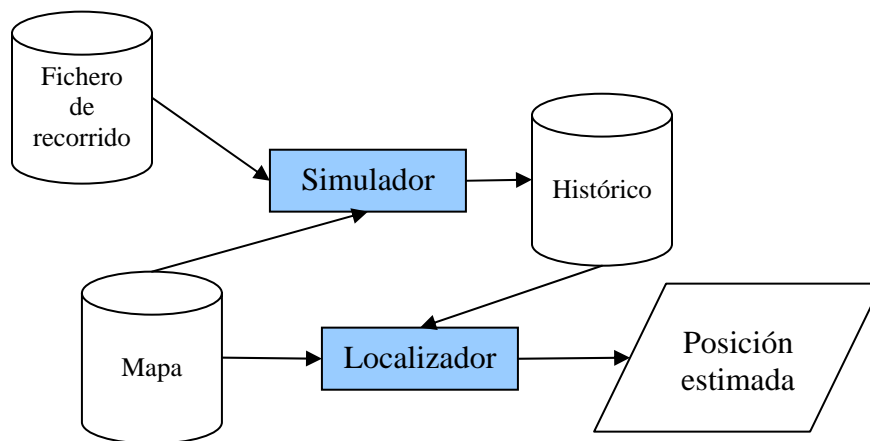 Fichero
de
recorrido
Simulador
Histórico
Mapa
Localizador
Posición
estimada